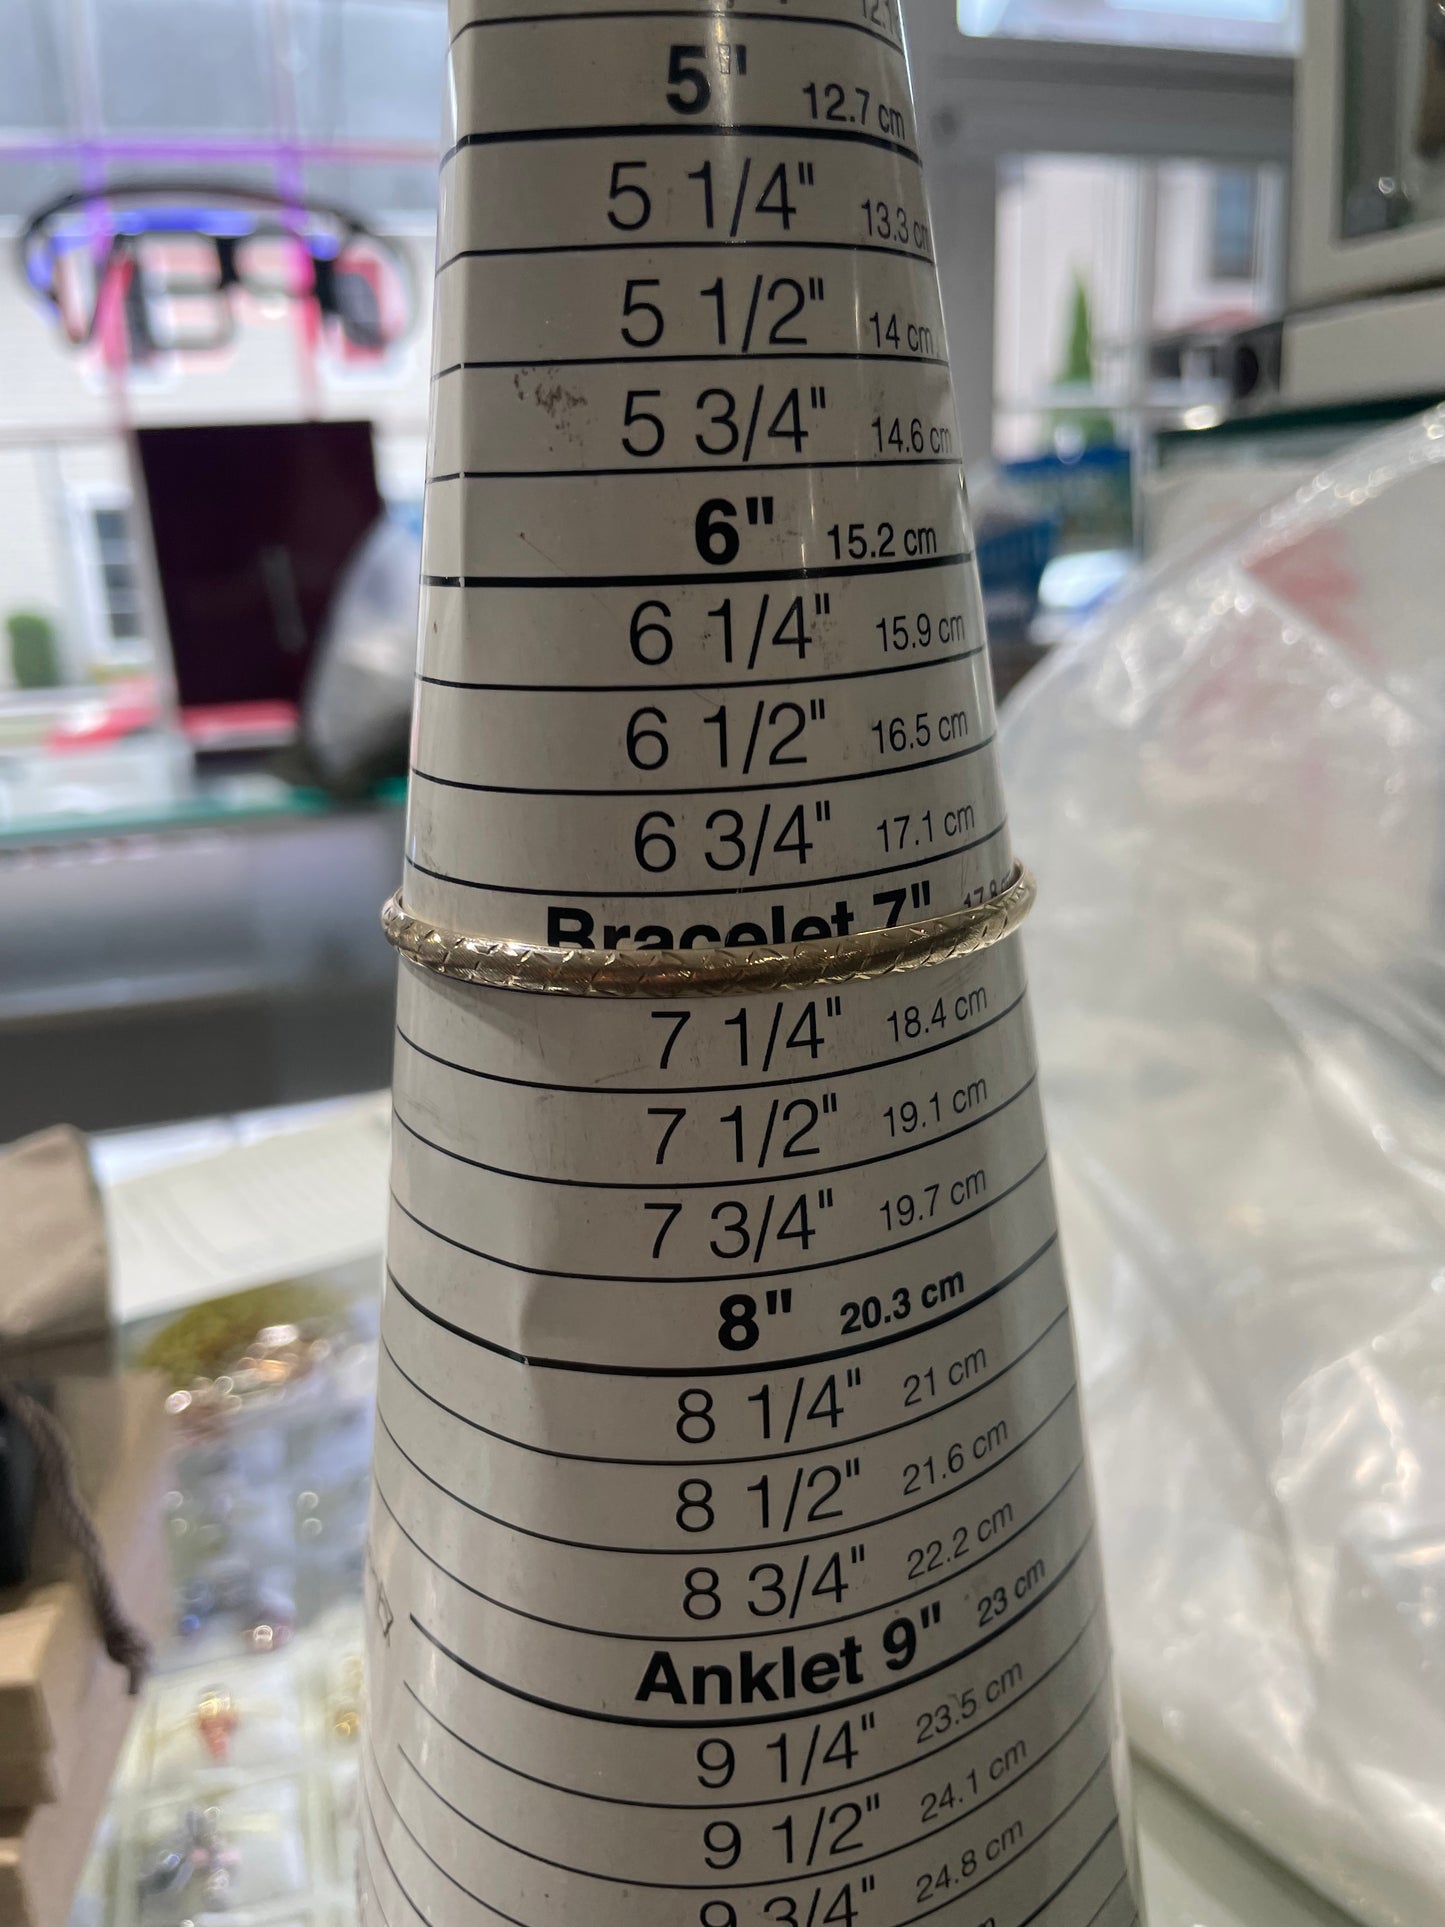 5" 12.7 cm
5 1/4" 13.3 cm
5 1/2" 14 cm
5 3/4" 14.6 cm
6" 15.2 cm
6 1/4" 15.9 cm
6 1/2" 16.5 cm
6 3/4" 17.1 cm
Bracelet 7" 17.8
7 1/4" 18.4 cm
7 1/2" 19.1 cm
7 3/4" 19.7 cm
8" 20.3 cm
8 1/4" 21 cm
8 1/2" 21.6 cm
8 3/4" 22.2 cm
Anklet 9" 23 cm
9 1/4" 23.5 cm
9 1/2" 24.1 cm
9 3/4" 24.8 cm